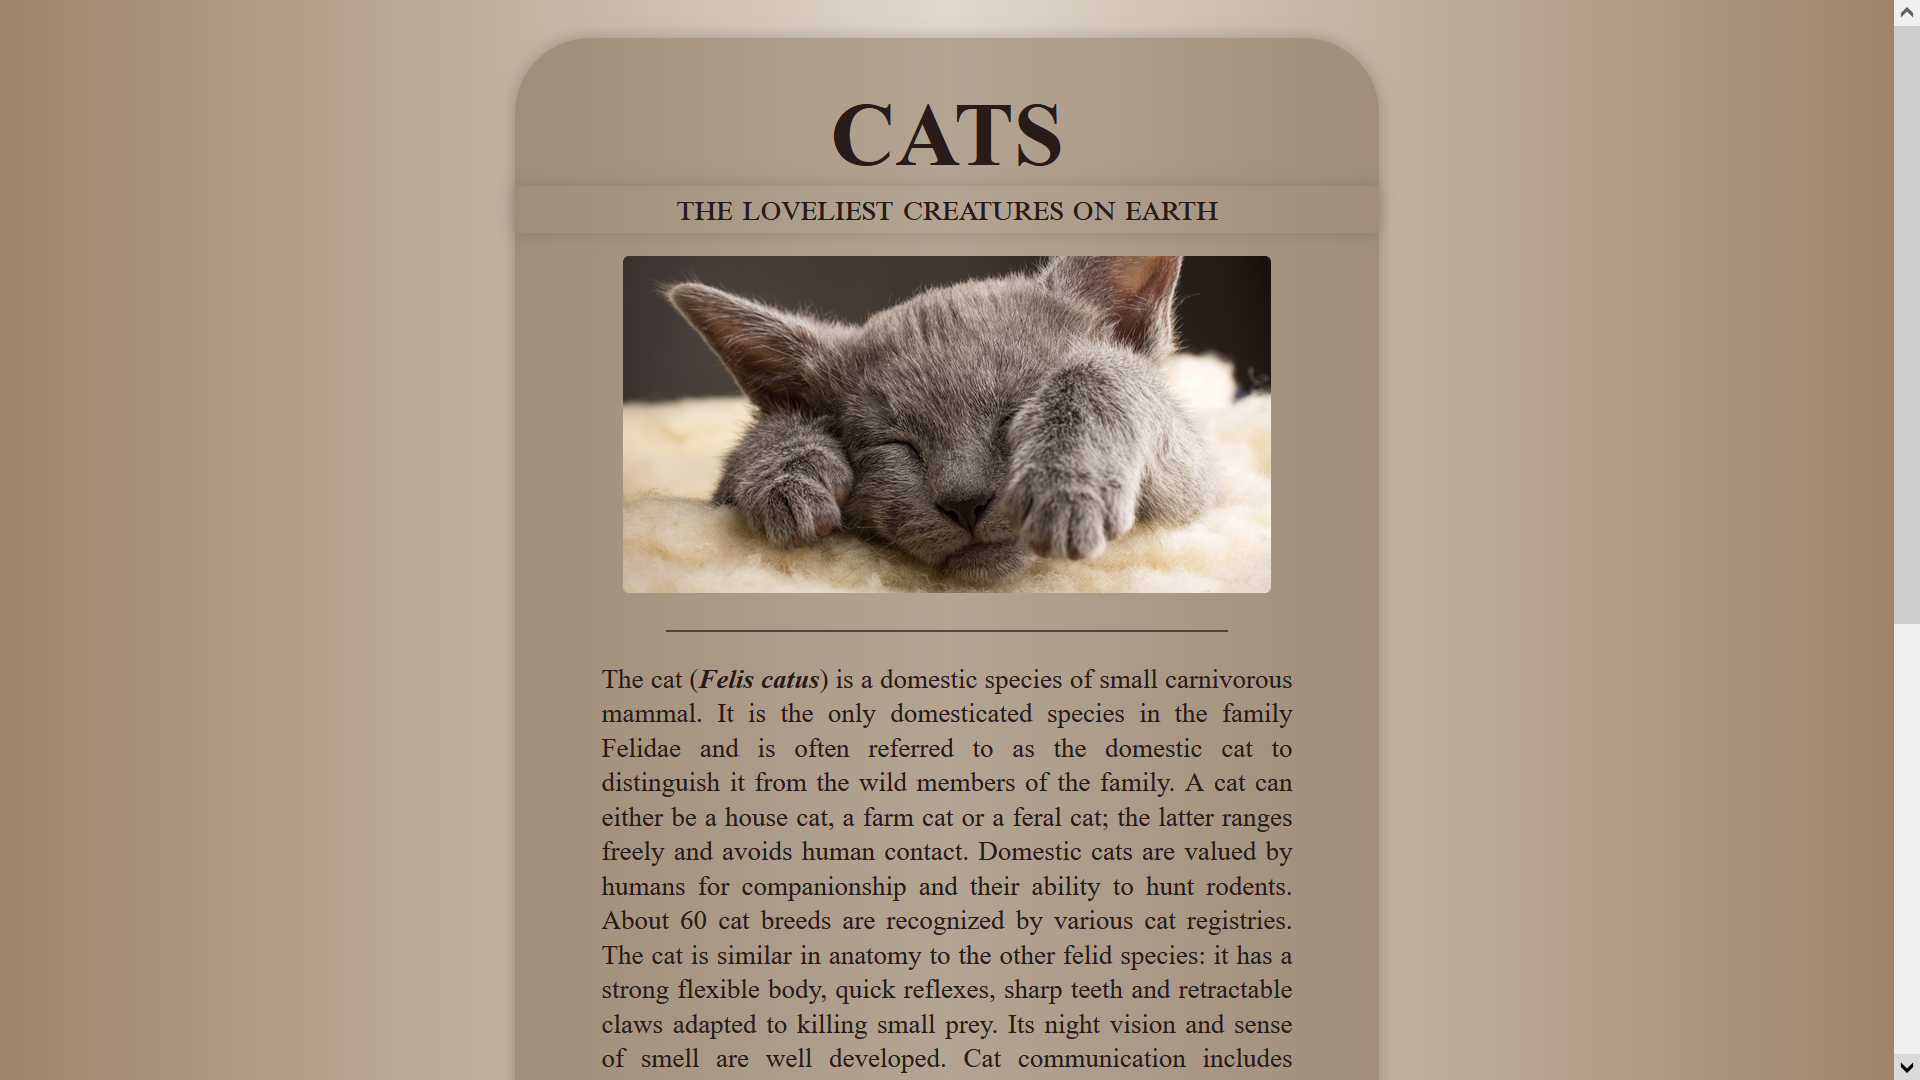 CATS
THE LOVELIEST CREATURES ON EARTH
The cat (Felis catus) is a domestic species of small carnivorous
mammal. It is the only domesticated species in the family
Felidae and is often referred to as the domestic cat to
distinguish it from the wild members of the family. A cat can
either be a house cat, a farm cat or a feral cat; the latter ranges
freely and avoids human contact. Domestic cats are valued by
humans for companionship and their ability to hunt rodents.
About 60 cat breeds are recognized by various cat registries.
The cat is similar in anatomy to the other felid species: it has a
strong flexible body, quick reflexes, sharp teeth and retractable
claws adapted to killing small prey. Its night vision and sense
of smell are well developed. Cat communication includes